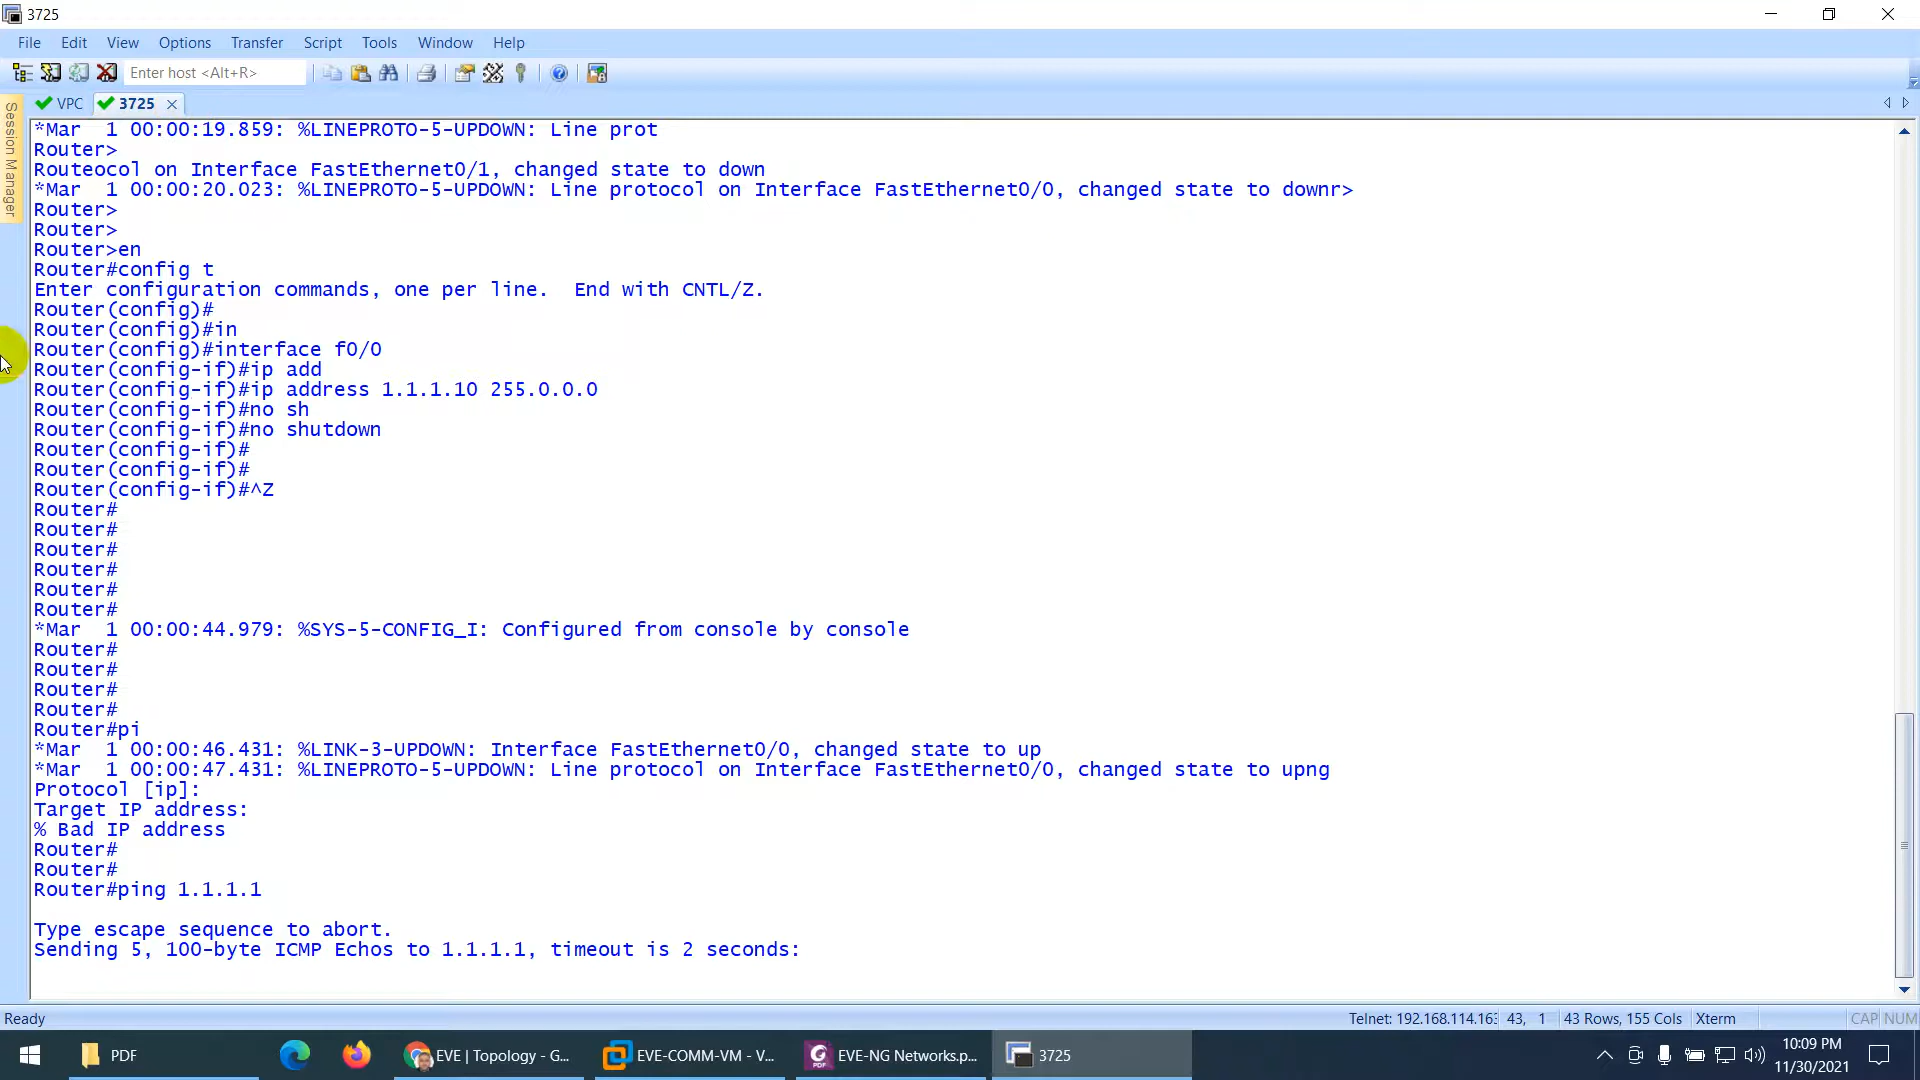 3725
File Edit View Options Transfer Script Tools Window Help
Enter host <Alt+R>
VPC 3725
Session Manager
*Mar  1 00:00:19.859: %LINEPROTO-5-UPDOWN: Line prot
Router>
Routeocol on Interface FastEthernet0/1, changed state to down
*Mar  1 00:00:20.023: %LINEPROTO-5-UPDOWN: Line protocol on Interface FastEthernet0/0, changed state to downr>
Router>
Router>
Router>en
Router#config t
Enter configuration commands, one per line.  End with CNTL/Z.
Router(config)#
Router(config)#in
Router(config)#interface f0/0
Router(config-if)#ip add
Router(config-if)#ip address 1.1.1.10 255.0.0.0
Router(config-if)#no sh
Router(config-if)#no shutdown
Router(config-if)#
Router(config-if)#
Router(config-if)#^Z
Router#
Router#
Router#
Router#
Router#
Router#
*Mar  1 00:00:44.979: %SYS-5-CONFIG_I: Configured from console by console
Router#
Router#
Router#
Router#
Router#pi
*Mar  1 00:00:46.431: %LINK-3-UPDOWN: Interface FastEthernet0/0, changed state to up
*Mar  1 00:00:47.431: %LINEPROTO-5-UPDOWN: Line protocol on Interface FastEthernet0/0, changed state to upng
Protocol [ip]:
Target IP address:
% Bad IP address
Router#
Router#
Router#ping 1.1.1.1
Type escape sequence to abort.
Sending 5, 100-byte ICMP Echos to 1.1.1.1, timeout is 2 seconds:
Ready Telnet: 192.168.114.163 43, 1 43 Rows, 155 Cols Xterm CAP NUM
PDF EVE | Topology - G... EVE-COMM-VM - V... EVE-NG Networks.p... 3725 10:09 PM
11/30/2021